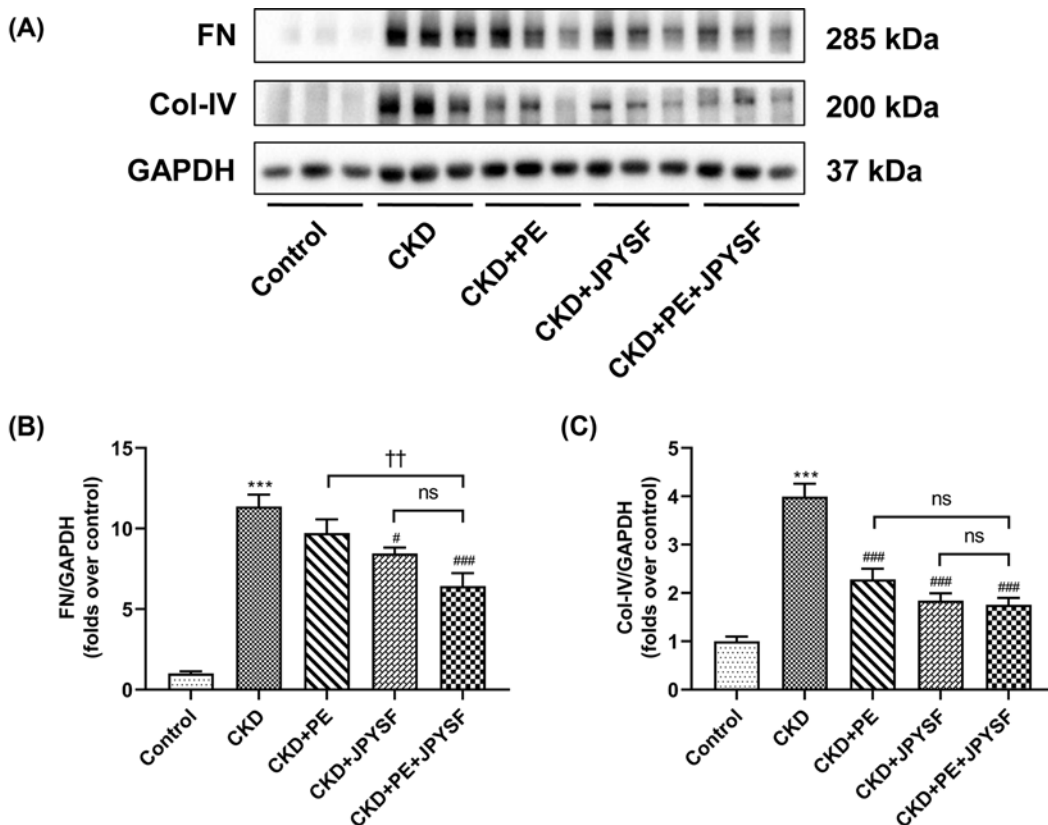 (A)
FN
285 kDa
Col-IV
200 kDa
GAPDH
37 kDa
Control
CKD
CKD+PE
CKD+JPYSF
CKD+PE+JPYSF
(B)
FN/GAPDH
(folds over control)
15
10
5
0
***
#
###
††
ns
Control
CKD
CKD+PE
CKD+JPYSF
CKD+PE+JPYSF
(C)
Col-IV/GAPDH
(folds over control)
5
4
3
2
1
0
***
###
###
###
ns
ns
Control
CKD
CKD+PE
CKD+JPYSF
CKD+PE+JPYSF